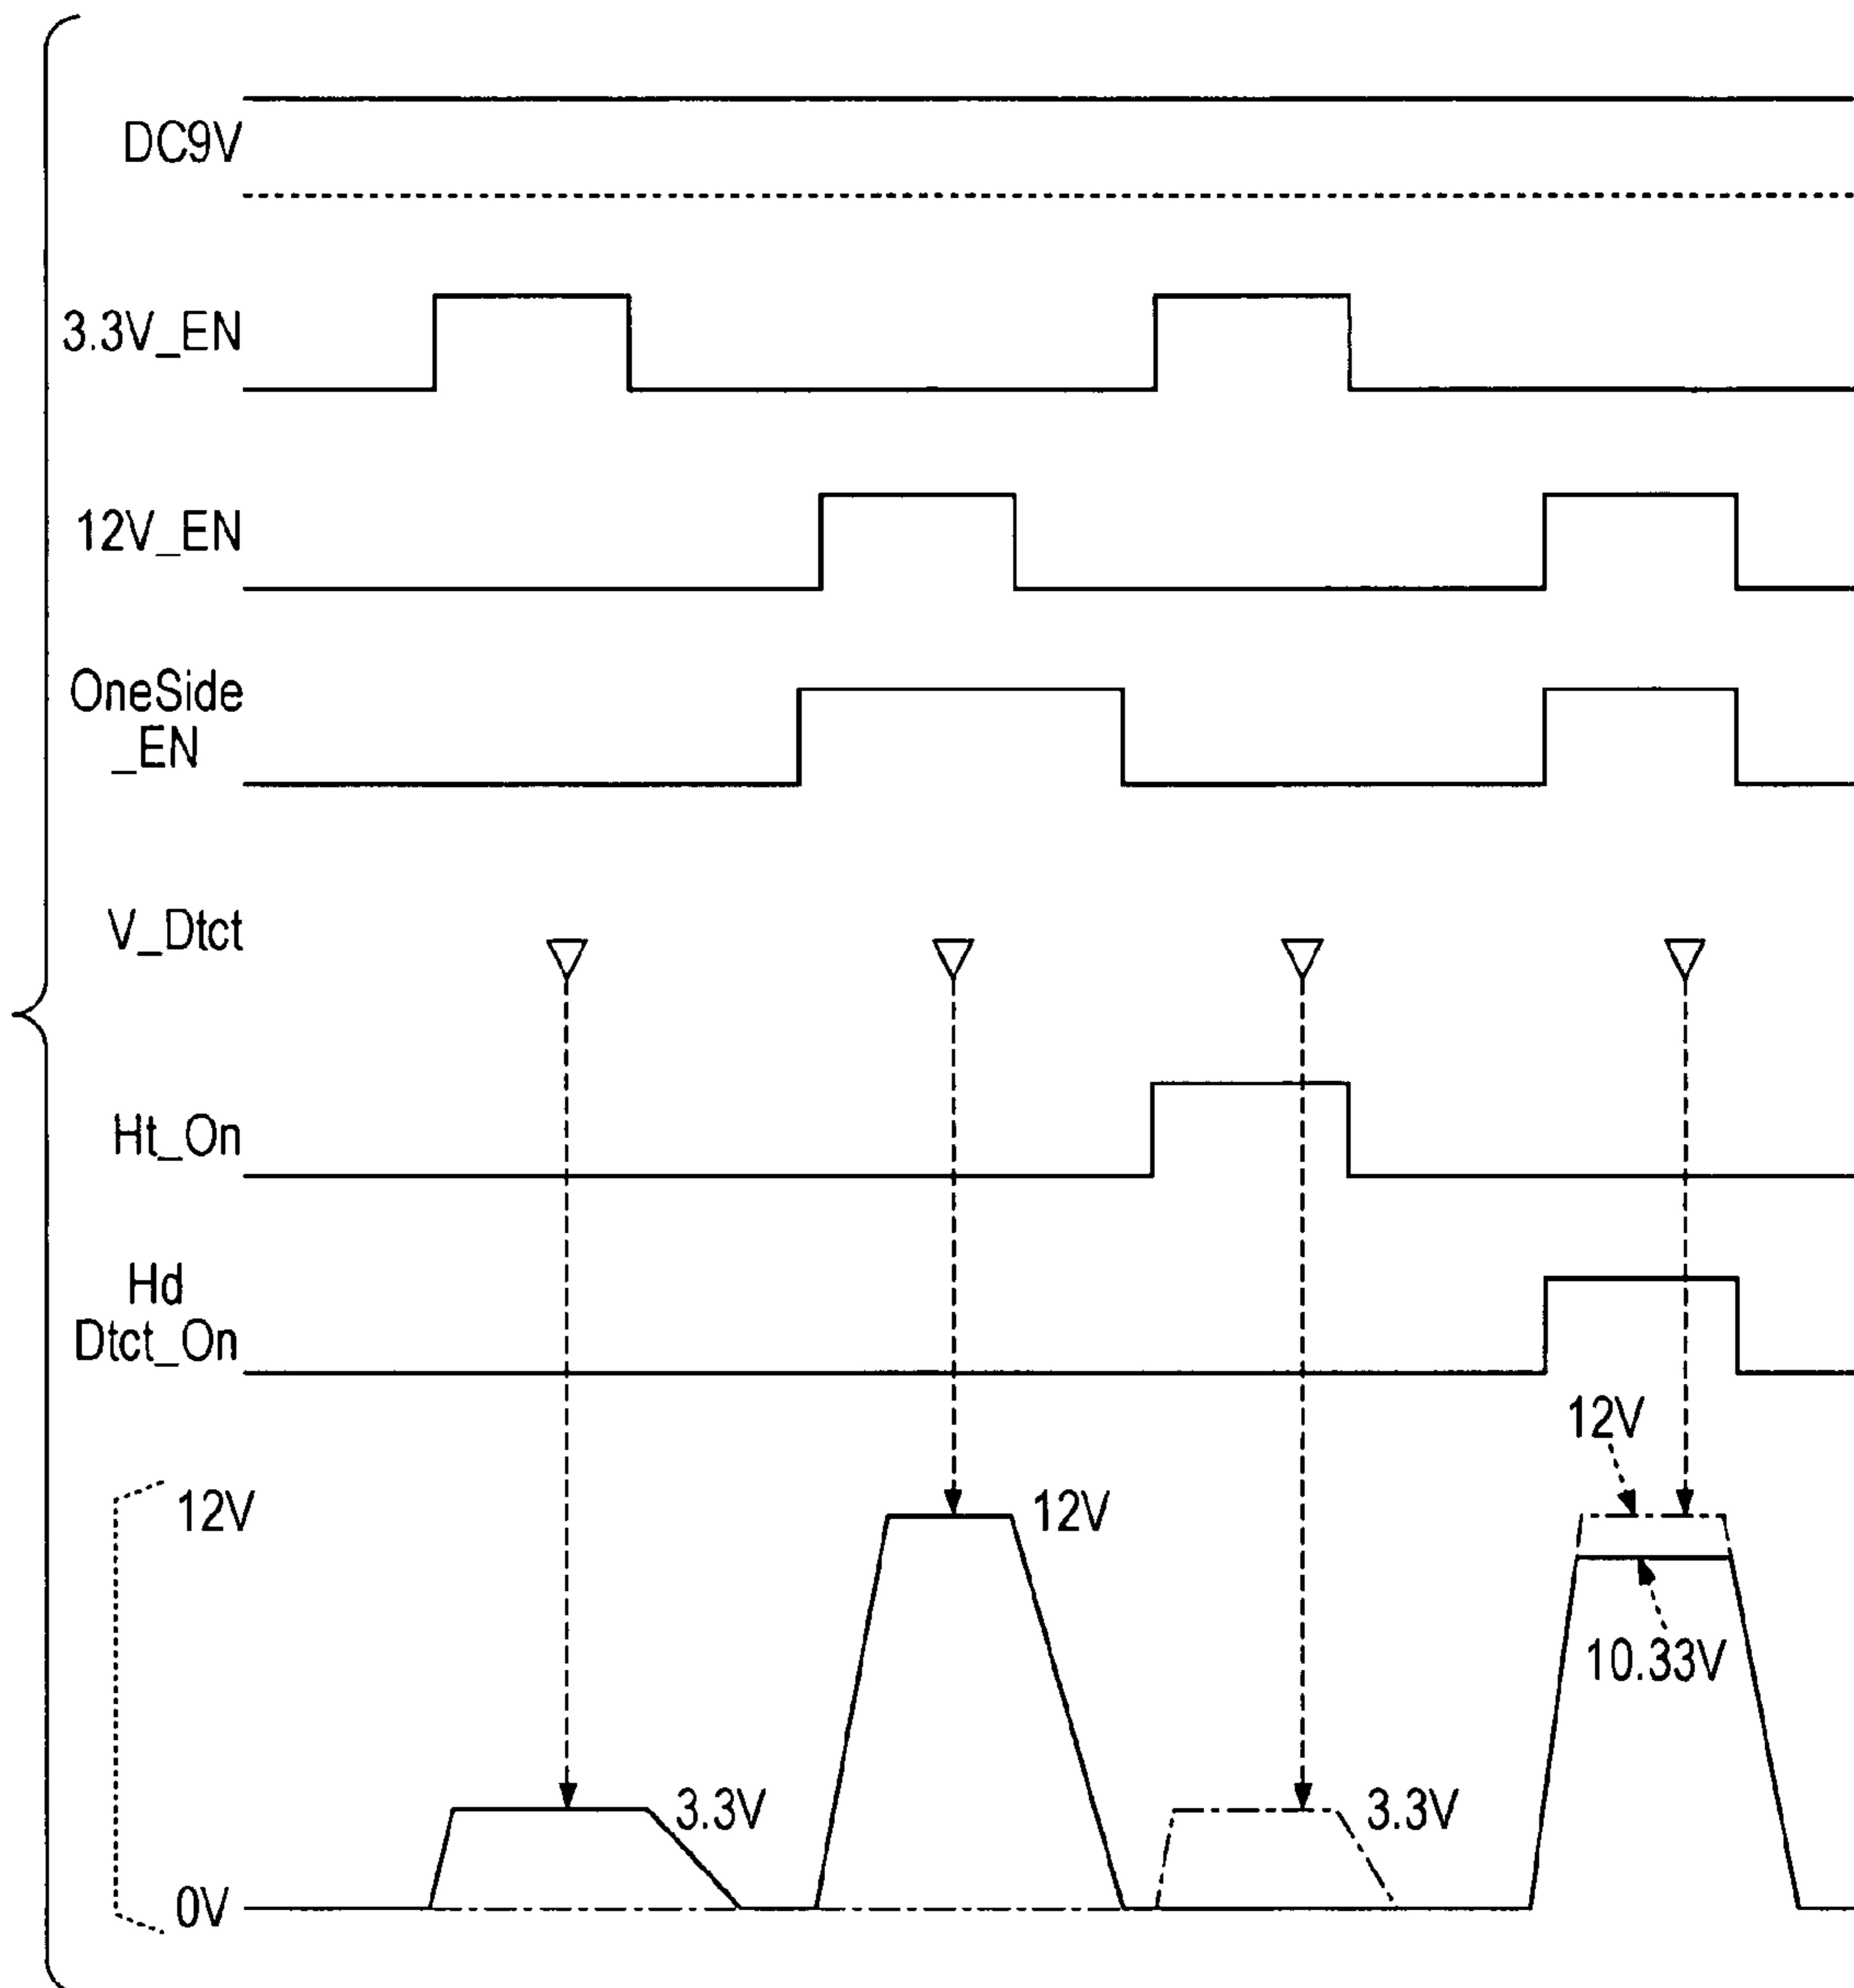 DC9V
3.3V_EN
12V_EN
OneSide
_EN
V_Dtct
Ht_On
Hd
Dtct_On
12V
12V
12V
10.33V
3.3V
3.3V
0V